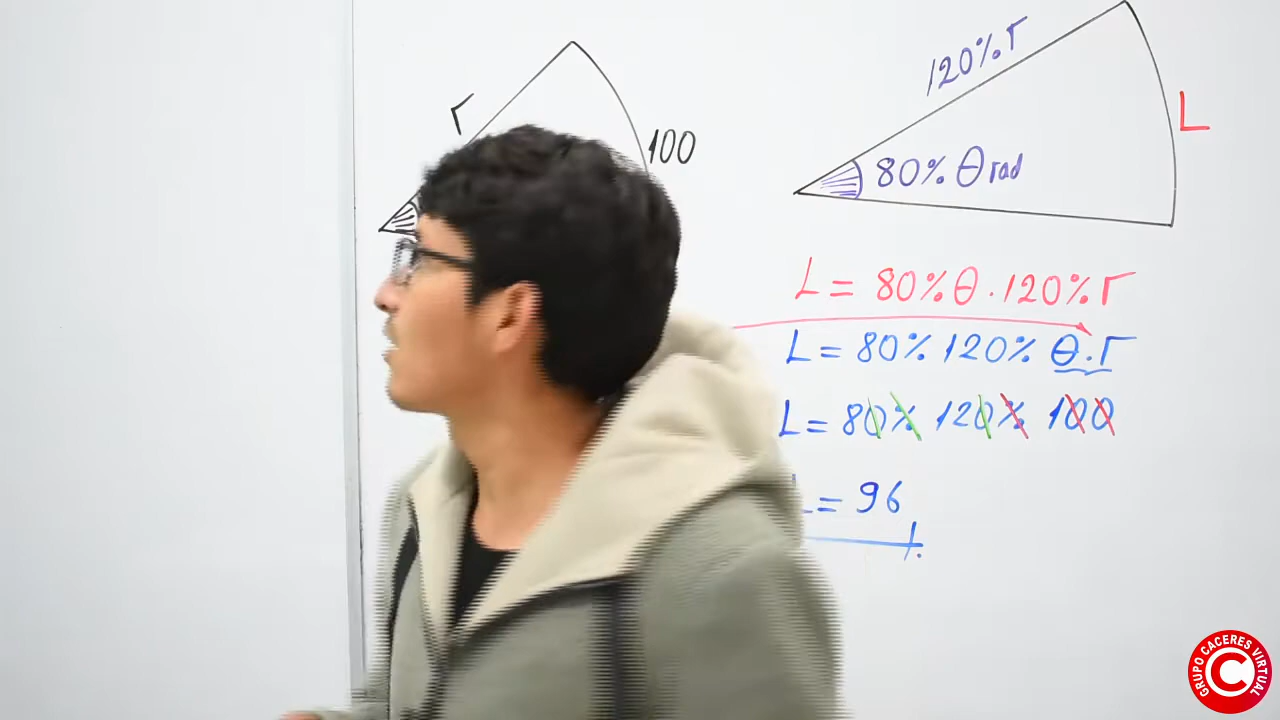 r
100
120% r
80% θ rad
L
L = 80% θ . 120% r
L = 80% 120% θ . r
L = 80% 120% 100
L = 96
GRUPO CACERES VIRTUAL
C